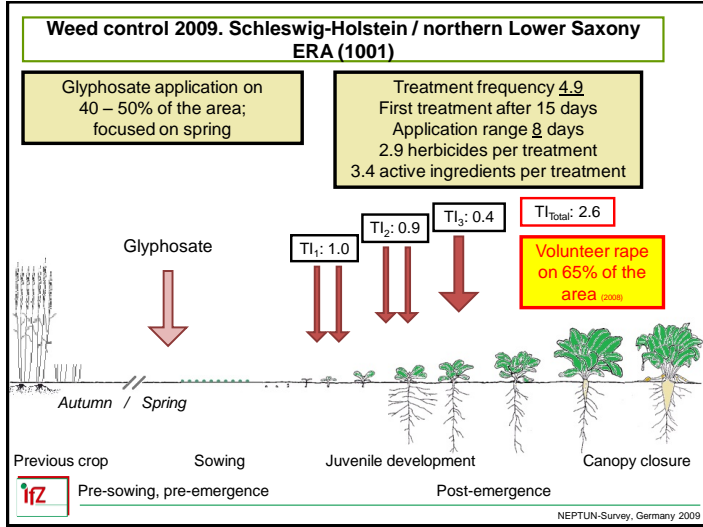 Weed control 2009. Schleswig-Holstein / northern Lower Saxony
ERA (1001)
Glyphosate application on
40 – 50% of the area;
focused on spring
Treatment frequency 4.9
First treatment after 15 days
Application range 8 days
2.9 herbicides per treatment
3.4 active ingredients per treatment
Glyphosate
TI1: 1.0
TI2: 0.9
TI3: 0.4
TITotal: 2.6
Volunteer rape
on 65% of the
area (2008)
Autumn / Spring
Previous crop
Sowing
Juvenile development
Canopy closure
ifZ
Pre-sowing, pre-emergence
Post-emergence
NEPTUN-Survey, Germany 2009